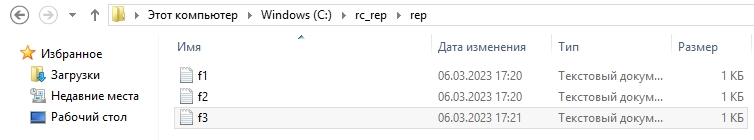 Этот компьютер Windows (C:) rc_rep rep
Избранное Имя Дата изменения Тип Размер
Загрузки f1 06.03.2023 17:20 Текстовый докум... 1 КБ
Недавние места f2 06.03.2023 17:20 Текстовый докум... 1 КБ
Рабочий стол f3 06.03.2023 17:21 Текстовый докум... 1 КБ